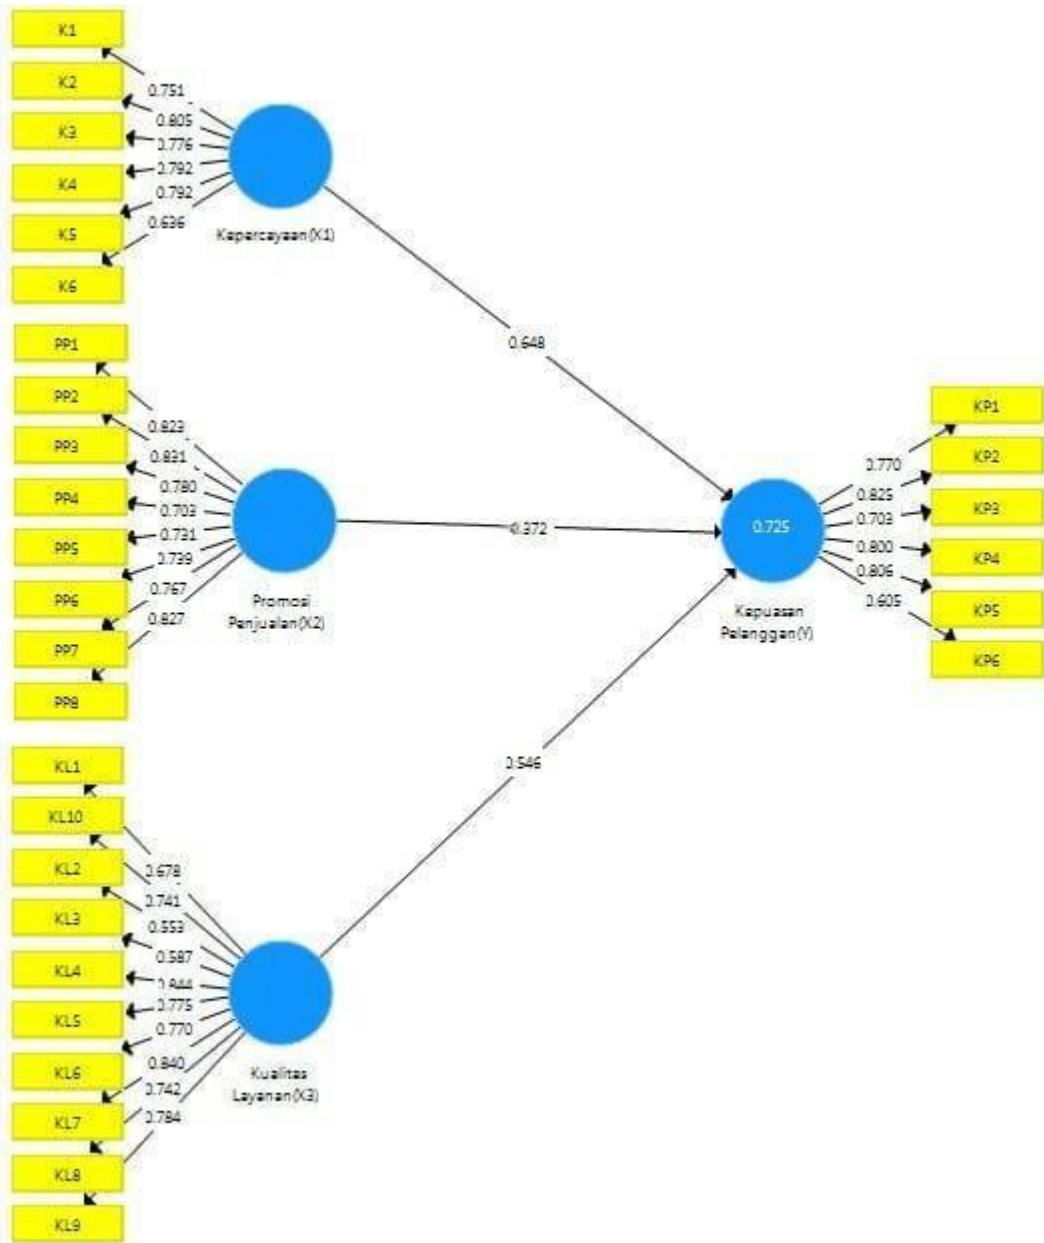 K1
K2
K3
K4
K5
K6
0.751
0.805
0.776
0.792
0.792
0.636
Kepercayaan(X1)
0.648
PP1
PP2
PP3
PP4
PP5
PP6
PP7
PP8
0.823
0.831
0.780
0.703
0.731
0.739
0.767
0.827
Promosi
Penjualan(X2)
0.372
KL1
KL10
KL2
KL3
KL4
KL5
KL6
KL7
KL8
KL9
0.678
0.741
0.553
0.587
0.844
0.775
0.770
0.840
0.742
0.784
Kualitas
Layanan(X3)
0.546
0.725
Kepuasan
Pelanggan(Y)
0.770
0.825
0.703
0.800
0.806
0.605
KP1
KP2
KP3
KP4
KP5
KP6